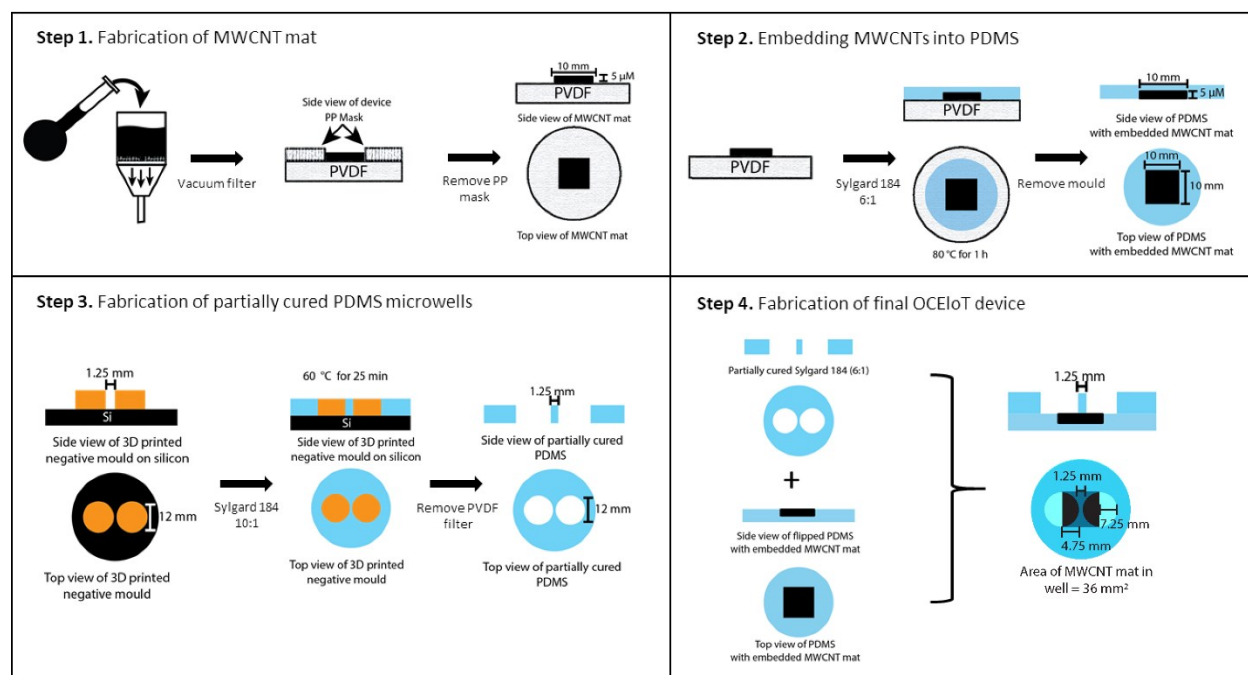 Step 1. Fabrication of MWCNT mat
Side view of device
PP Mask
PVDF
Vacuum filter
Remove PP
mask
10 mm
5 µM
PVDF
Side view of MWCNT mat
Top view of MWCNT mat
Step 2. Embedding MWCNTs into PDMS
PVDF
Sylgard 184
6:1
PVDF
80 °C for 1 h
Remove mould
10 mm
5 µM
Side view of PDMS
with embedded MWCNT mat
10 mm
10 mm
Top view of PDMS
with embedded MWCNT mat
Step 3. Fabrication of partially cured PDMS microwells
1.25 mm
Si
Side view of 3D printed
negative mould on silicon
12 mm
Top view of 3D printed
negative mould
Sylgard 184
10:1
60 °C for 25 min
Si
Side view of 3D printed
negative mould on silicon
Top view of 3D printed
negative mould
Remove PVDF
filter
1.25 mm
Side view of partially cured
PDMS
12 mm
Top view of partially cured
PDMS
Step 4. Fabrication of final OCEIoT device
Partially cured Sylgard 184 (6:1)
+
Side view of flipped PDMS
with embedded MWCNT mat
Top view of PDMS
with embedded MWCNT mat
1.25 mm
1.25 mm
7.25 mm
4.75 mm
Area of MWCNT mat in
well = 36 mm²